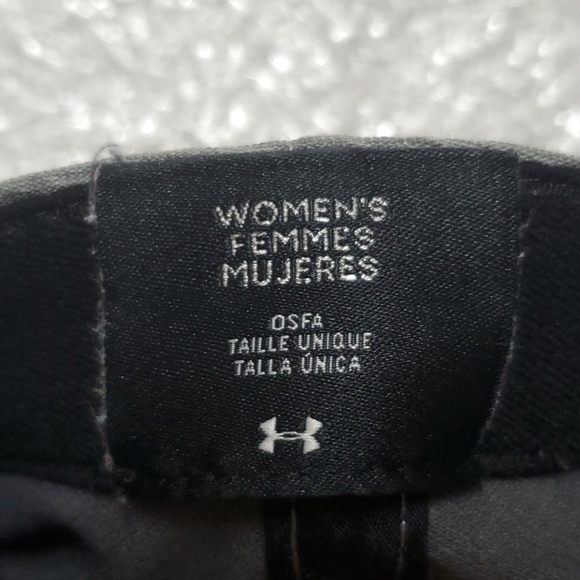 WOMEN'S
FEMMES
MUJERES
OSFA
TAILLE UNIQUE
TALLA ÚNICA